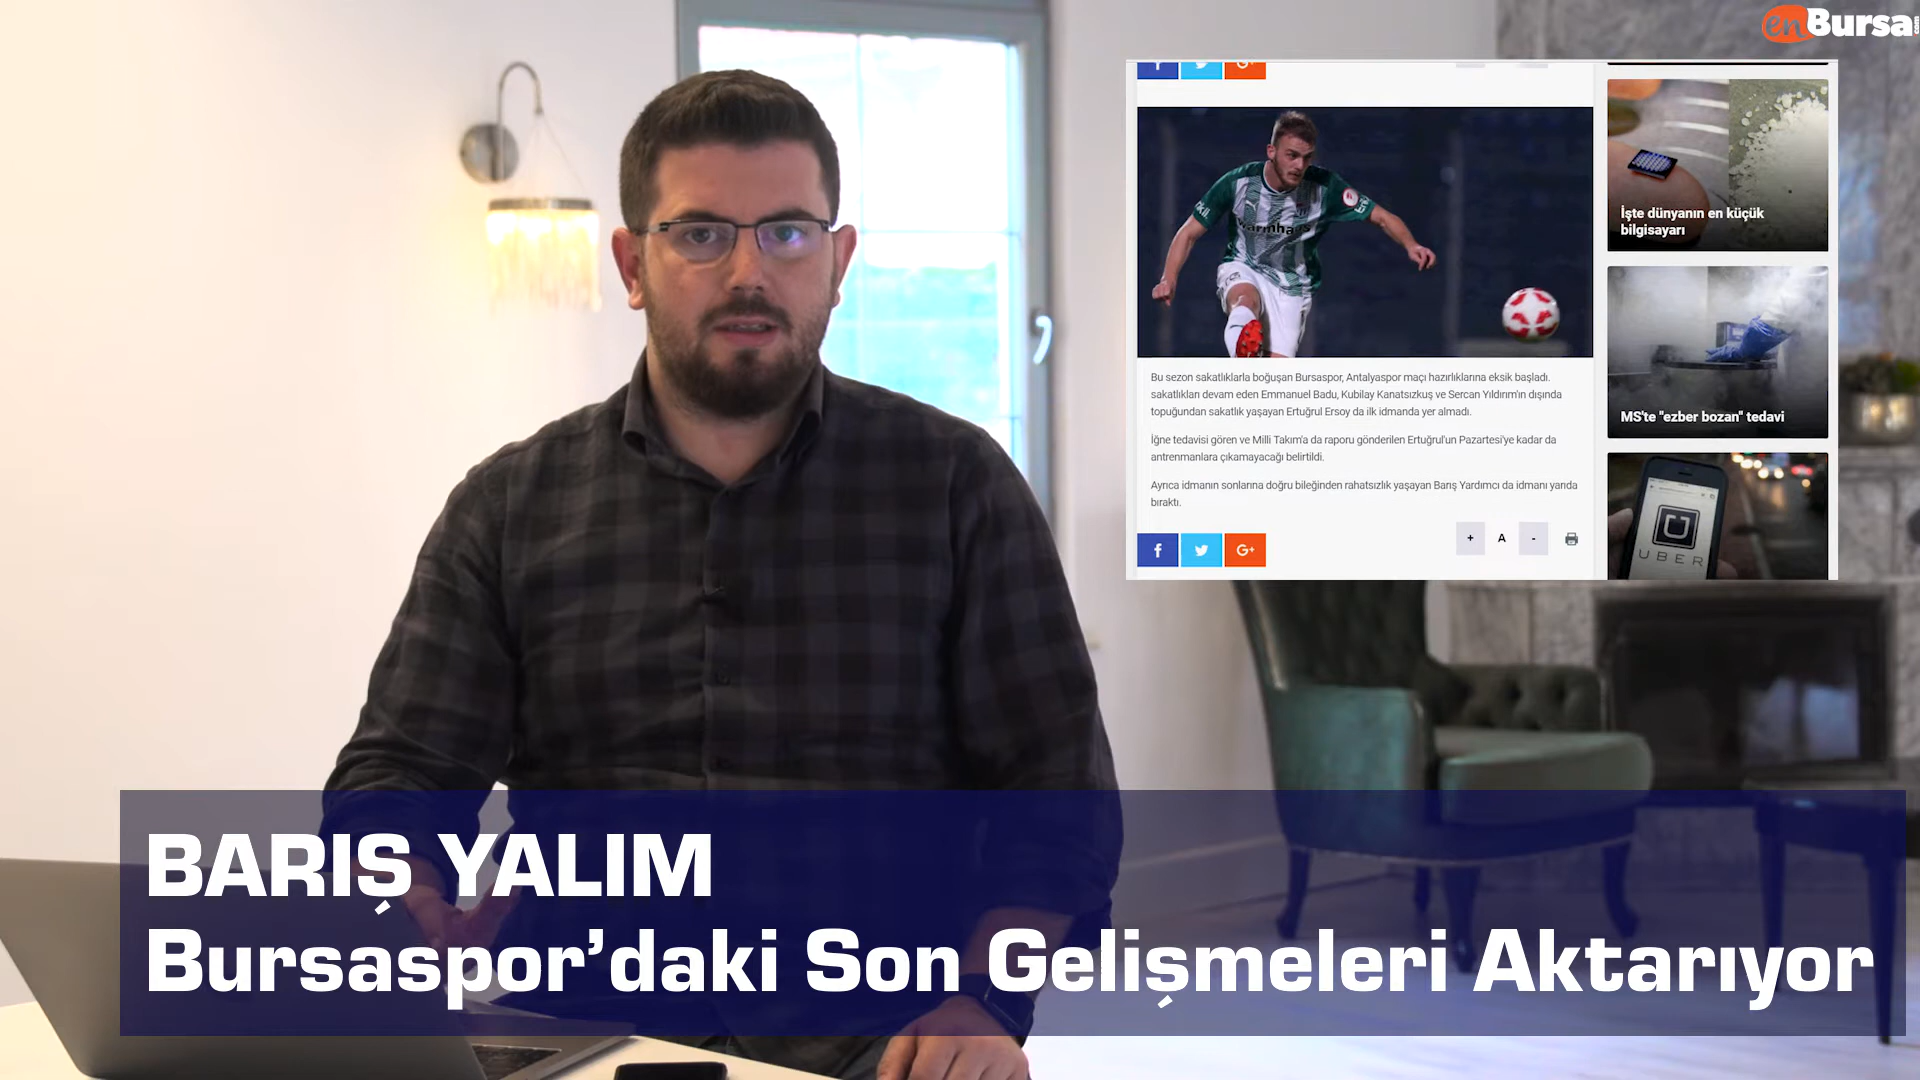 enBursa.com
İşte dünyanın en küçük
bilgisayarı
MS'te "ezber bozan" tedavi
UBER
Bu sezon sakatlıklarla boğuşan Bursaspor, Antalyaspor maçı hazırlıklarına eksik başladı.
sakatlıkları devam eden Emmanuel Badu, Kubilay Kanatsızkuş ve Sercan Yıldırım'ın dışında
topuğundan sakatlık yaşayan Ertuğrul Ersoy da ilk idmanda yer almadı.
İğne tedavisi gören ve Milli Takım'a da raporu gönderilen Ertuğrul'un Pazartesi'ye kadar da
antrenmanlara çıkamayacağı belirtildi.
Ayrıca idmanın sonlarına doğru bileğinden rahatsızlık yaşayan Barış Yardımcı da idmanı yarıda
bıraktı.
f G+ + A -
BARIŞ YALIM
Bursaspor’daki Son Gelişmeleri Aktarıyor